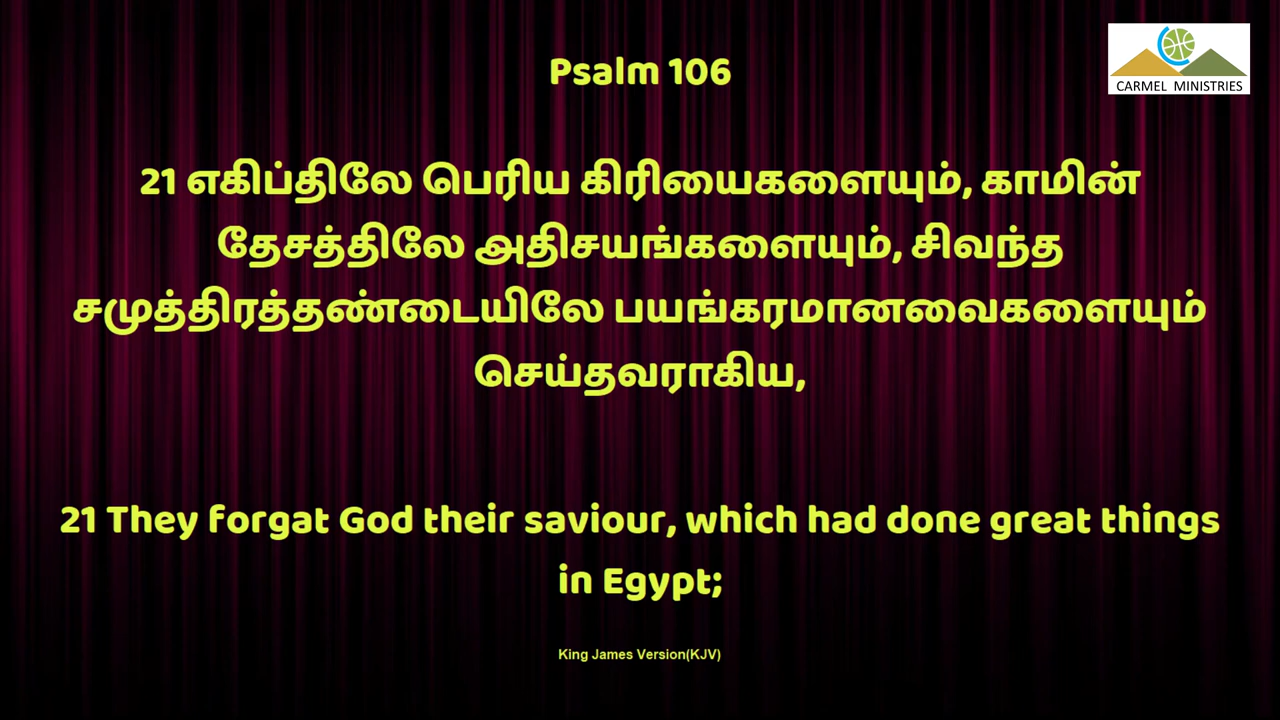 CARMEL MINISTRIES
Psalm 106
21 எகிப்திலே பெரிய கிரியைகளையும், காமின்
தேசத்திலே அதிசயங்களையும், சிவந்த
சமுத்திரத்தண்டையிலே பயங்கரமானவைகளையும்
செய்தவராகிய,
21 They forgat God their saviour, which had done great things
in Egypt;
King James Version(KJV)